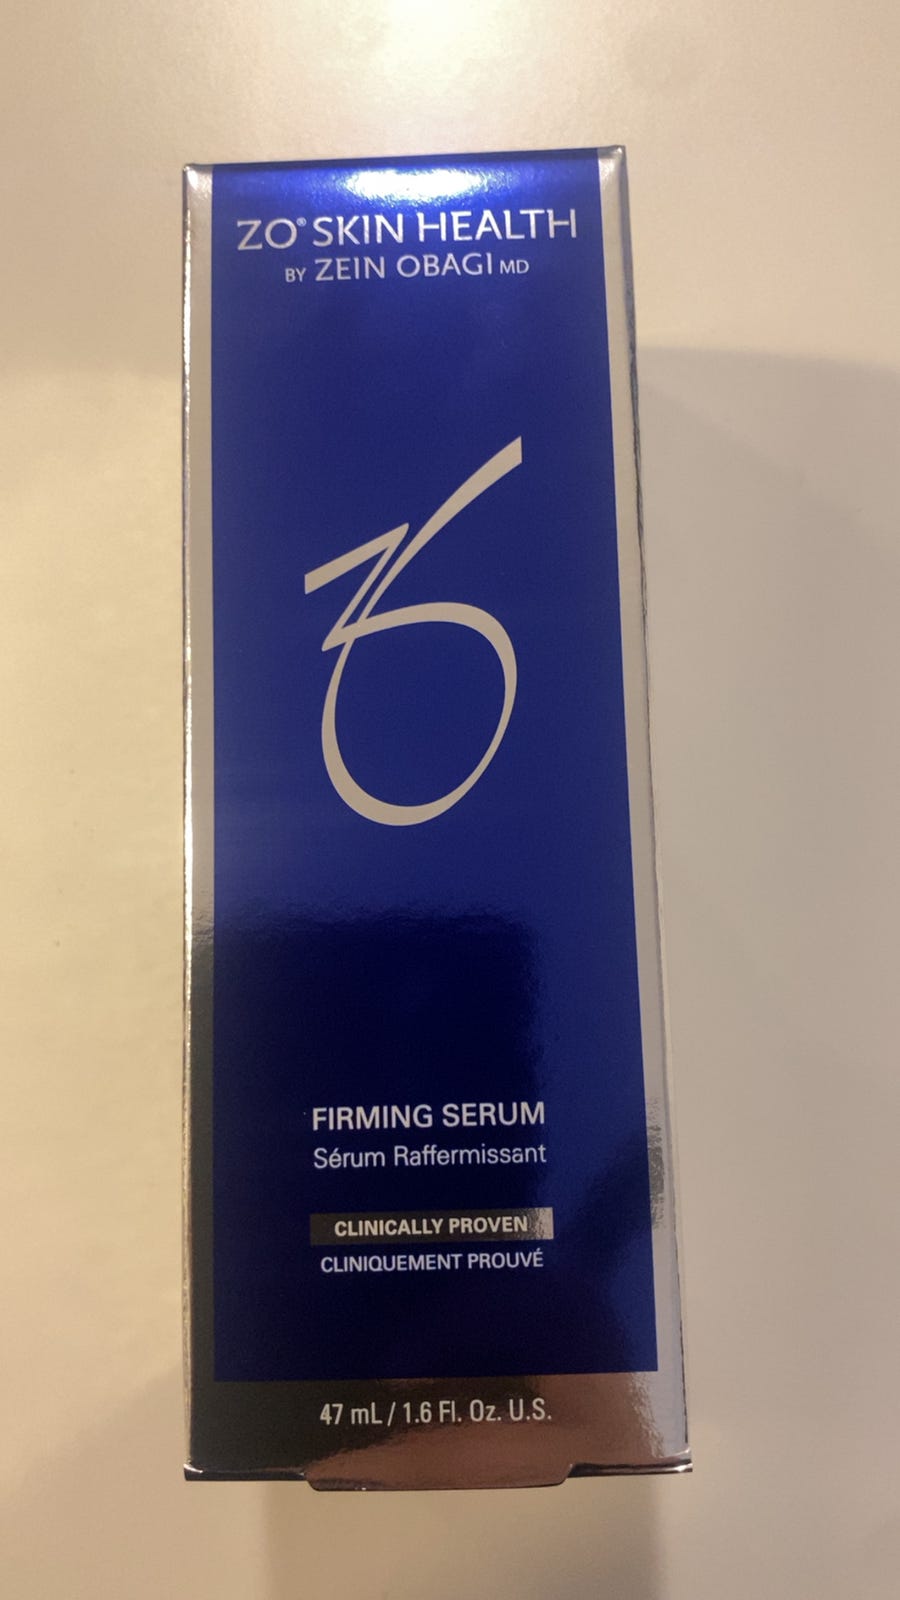 ZO® SKIN HEALTH
BY ZEIN OBAGI MD
ZO
FIRMING SERUM
Sérum Raffermissant
CLINICALLY PROVEN
CLINIQUEMENT PROUVÉ
47 mL / 1.6 Fl. Oz. U.S.